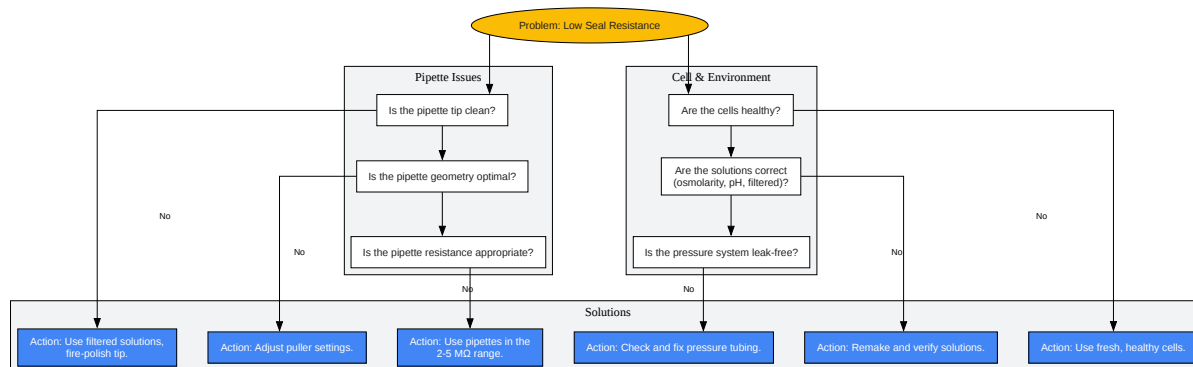 Problem: Low Seal Resistance
Pipette Issues
Cell & Environment
Is the pipette tip clean?
Are the cells healthy?
Is the pipette geometry optimal?
Are the solutions correct
(osmolarity, pH, filtered)?
No
No
No
No
Is the pipette resistance appropriate?
Is the pressure system leak-free?
No
No
Solutions
Action: Use filtered solutions,
fire-polish tip.
Action: Adjust puller settings.
Action: Use pipettes in the
2-5 MΩ range.
Action: Check and fix pressure tubing.
Action: Remake and verify solutions.
Action: Use fresh, healthy cells.